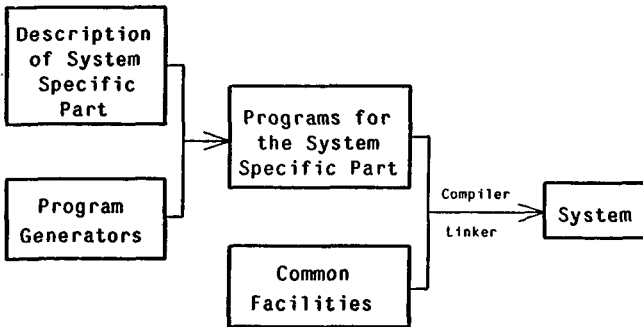 Description
of System
Specific
Part
Program
Generators
Programs for
the System
Specific Part
Common
Facilities
Compiler
Linker
System